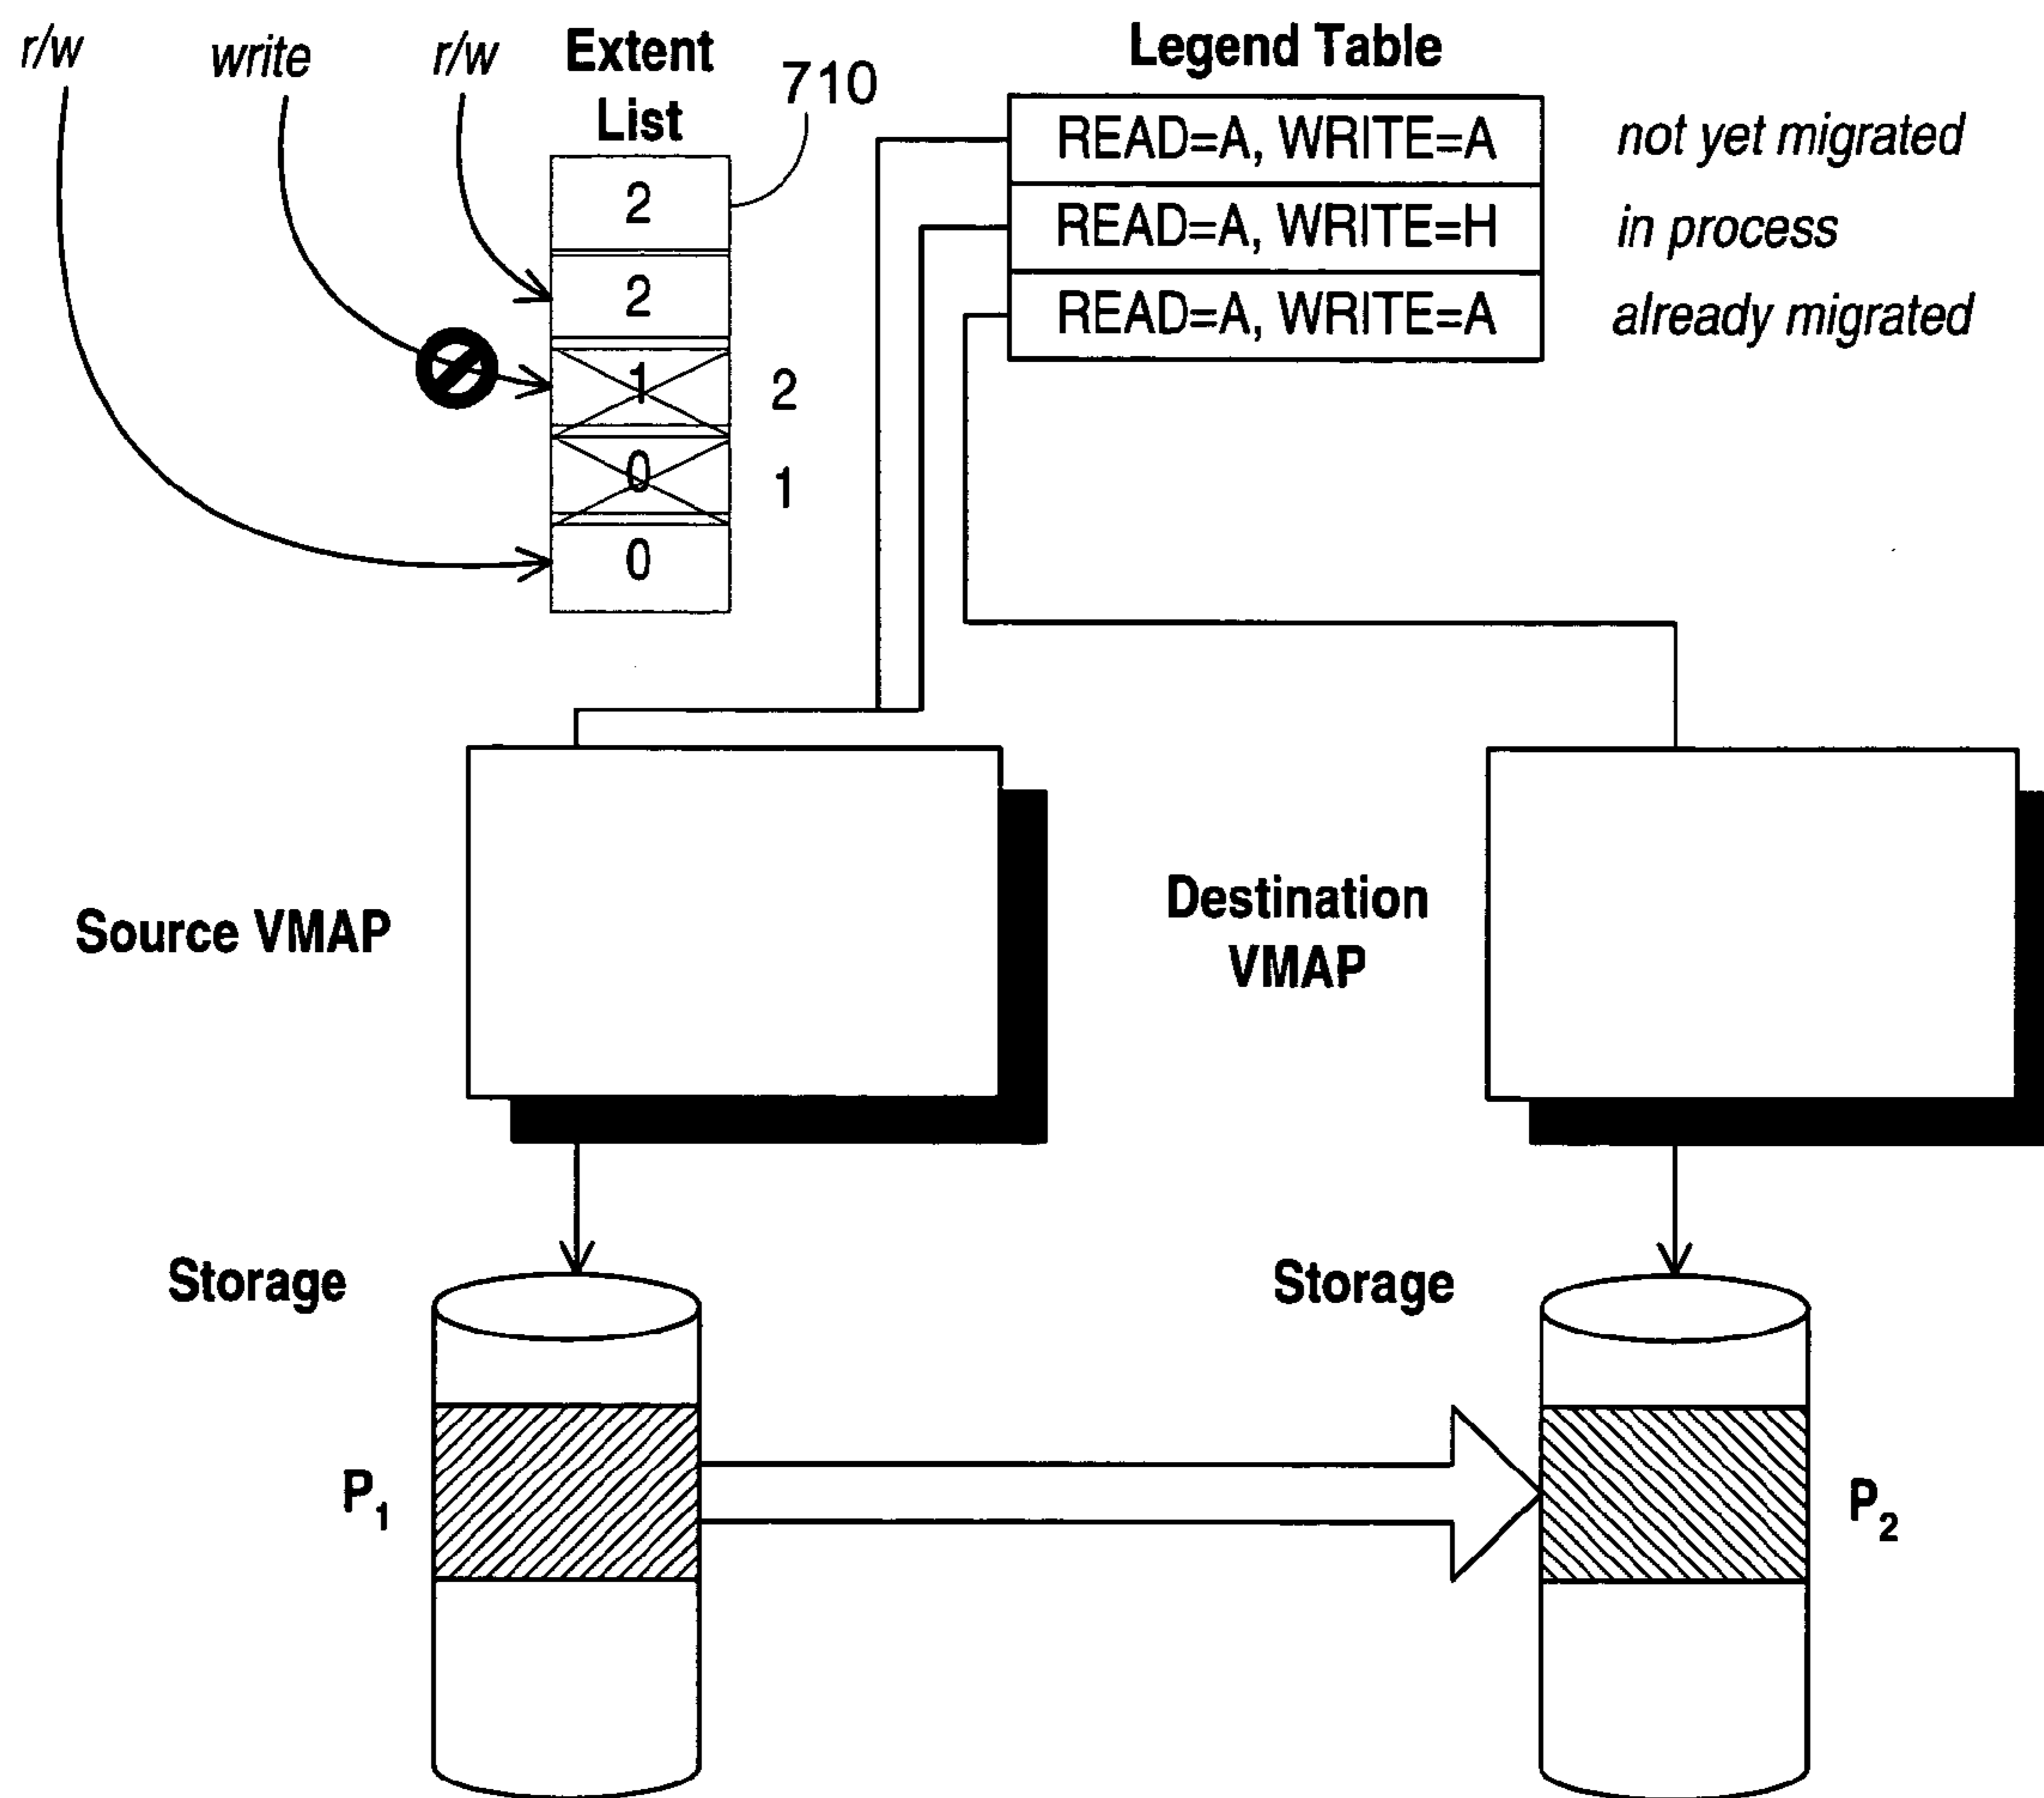 r/w
write
r/w
Extent
List
710
Legend Table
READ=A, WRITE=A
not yet migrated
READ=A, WRITE=H
in process
READ=A, WRITE=A
already migrated
2
2
1
2
0
1
0
Source VMAP
Destination
VMAP
Storage
Storage
P1
P2